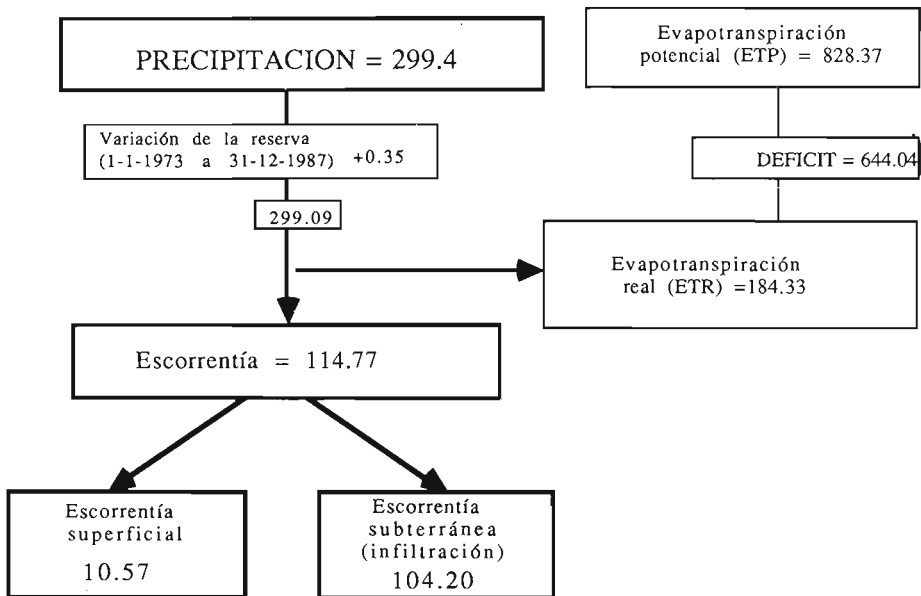 PRECIPITACION = 299.4
Evapotranspiración
potencial (ETP) = 828.37
Variación de la reserva
(1-1-1973 a 31-12-1987) +0.35
DEFICIT = 644.04
299.09
Evapotranspiración
real (ETR) =184.33
Escorrentía = 114.77
Escorrentía
superficial
10.57
Escorrentía
subterránea
(infiltración)
104.20